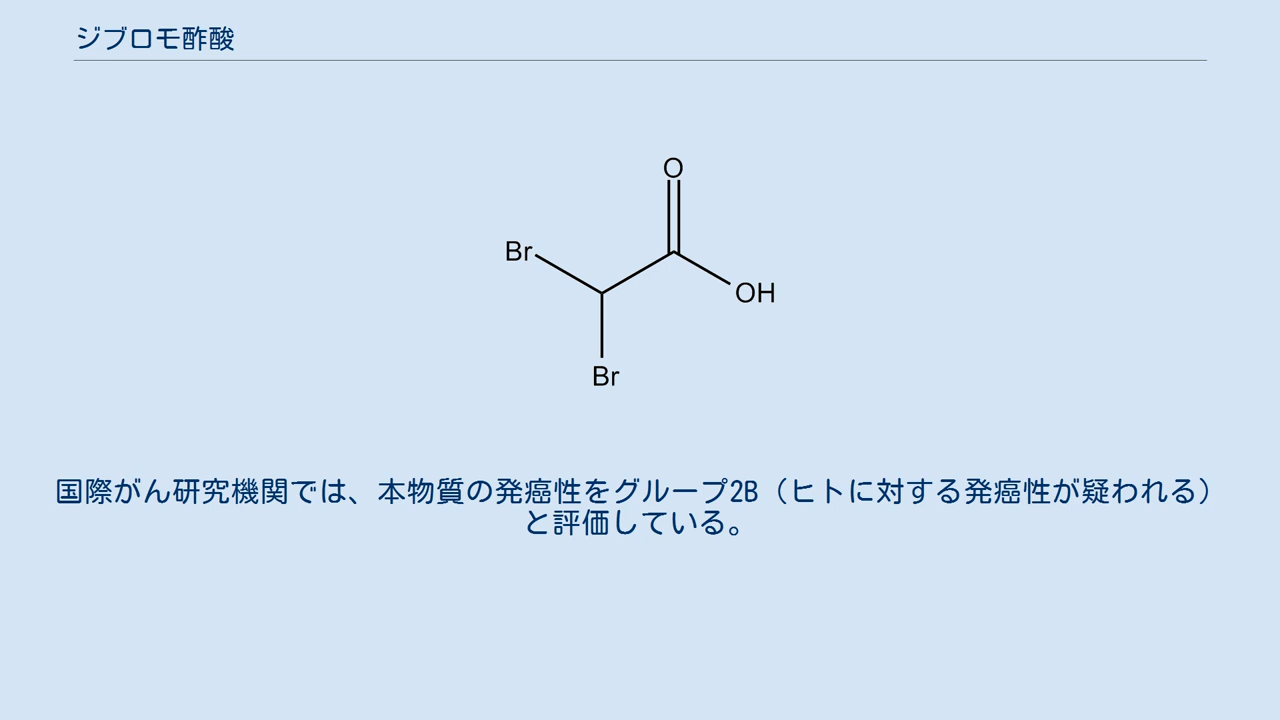 ジブロモ酢酸
O
Br
OH
Br
国際がん研究機関では、本物質の発癌性をグループ2B（ヒトに対する発癌性が疑われる）
と評価している。